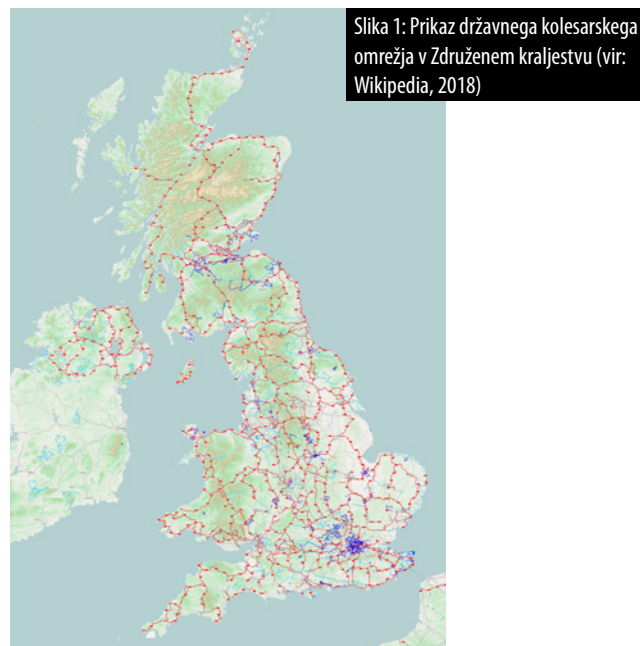 Slika 1: Prikaz državnega kolesarskega
omrežja v Združenem kraljestvu (vir:
Wikipedia, 2018)